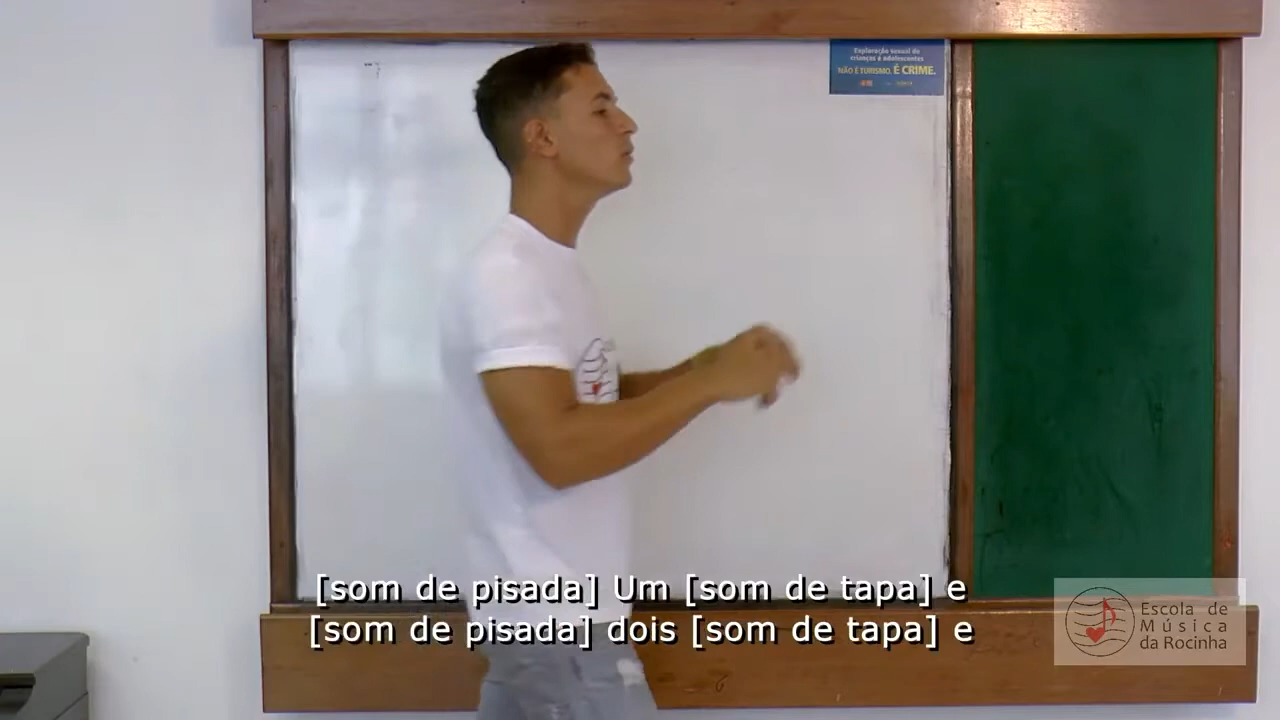 Exploração sexual de
crianças e adolescentes
NÃO É TURISMO. É CRIME.
[som de pisada] Um [som de tapa] e
[som de pisada] dois [som de tapa] e
Escola de
Música
da Rocinha